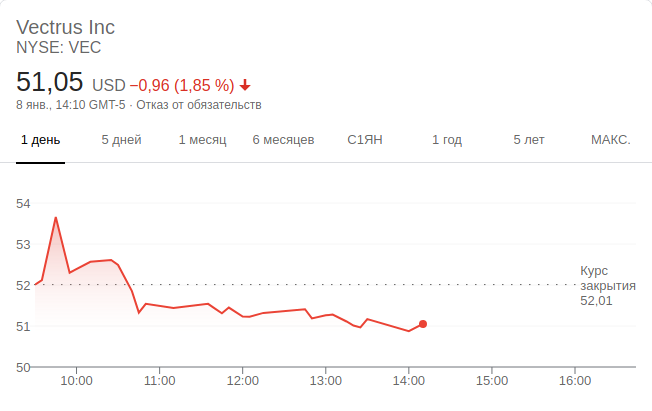 Vectrus Inc
NYSE: VEC
51,05 USD −0,96 (1,85 %)
8 янв., 14:10 GMT-5 · Отказ от обязательств
1 день 5 дней 1 месяц 6 месяцев С1ЯН 1 год 5 лет МАКС.
54
53
52
51
50
Курс
закрытия
52,01
10:00 11:00 12:00 13:00 14:00 15:00 16:00